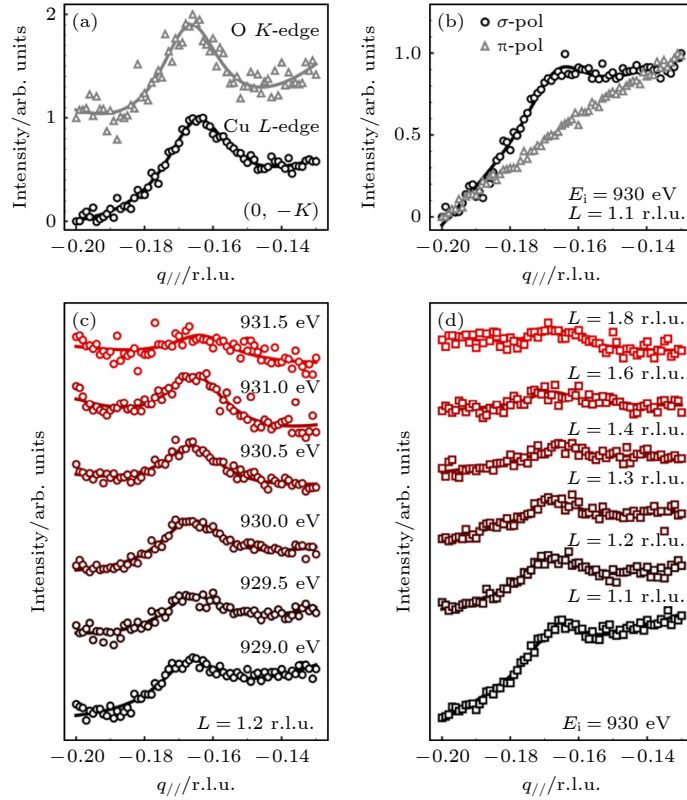 (a)
O K-edge
Cu L-edge
(0, −K)
2
1
0
Intensity/arb. units
−0.20
−0.18
−0.16
−0.14
q///r.l.u.
(b)
σ-pol
π-pol
Ei = 930 eV
L = 1.1 r.l.u.
1.0
0.5
0
Intensity/arb. units
−0.20
−0.18
−0.16
−0.14
q///r.l.u.
(c)
931.5 eV
931.0 eV
930.5 eV
930.0 eV
929.5 eV
929.0 eV
L = 1.2 r.l.u.
Intensity/arb. units
−0.20
−0.18
−0.16
−0.14
q///r.l.u.
(d)
L = 1.8 r.l.u.
L = 1.6 r.l.u.
L = 1.4 r.l.u.
L = 1.3 r.l.u.
L = 1.2 r.l.u.
L = 1.1 r.l.u.
Ei = 930 eV
Intensity/arb. units
−0.20
−0.18
−0.16
−0.14
q///r.l.u.